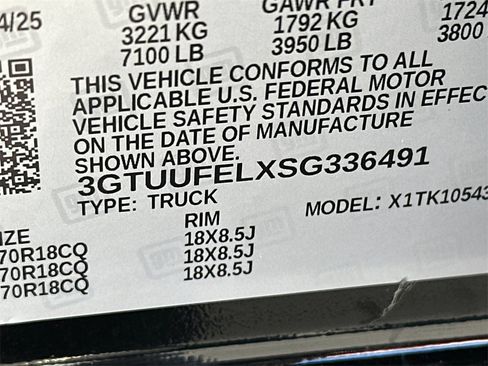 4/25 GVWR GAWR FRT
3221 KG 1792 KG 1724
7100 LB 3950 LB 3800
THIS VEHICLE CONFORMS TO ALL
APPLICABLE U.S. FEDERAL MOTOR
VEHICLE SAFETY STANDARDS IN EFFEC
ON THE DATE OF MANUFACTURE
SHOWN ABOVE.
3GTUUFELXSG336491
TYPE: TRUCK MODEL: X1TK10543
IZE RIM
70R18CQ 18X8.5J
70R18CQ 18X8.5J
70R18CQ 18X8.5J